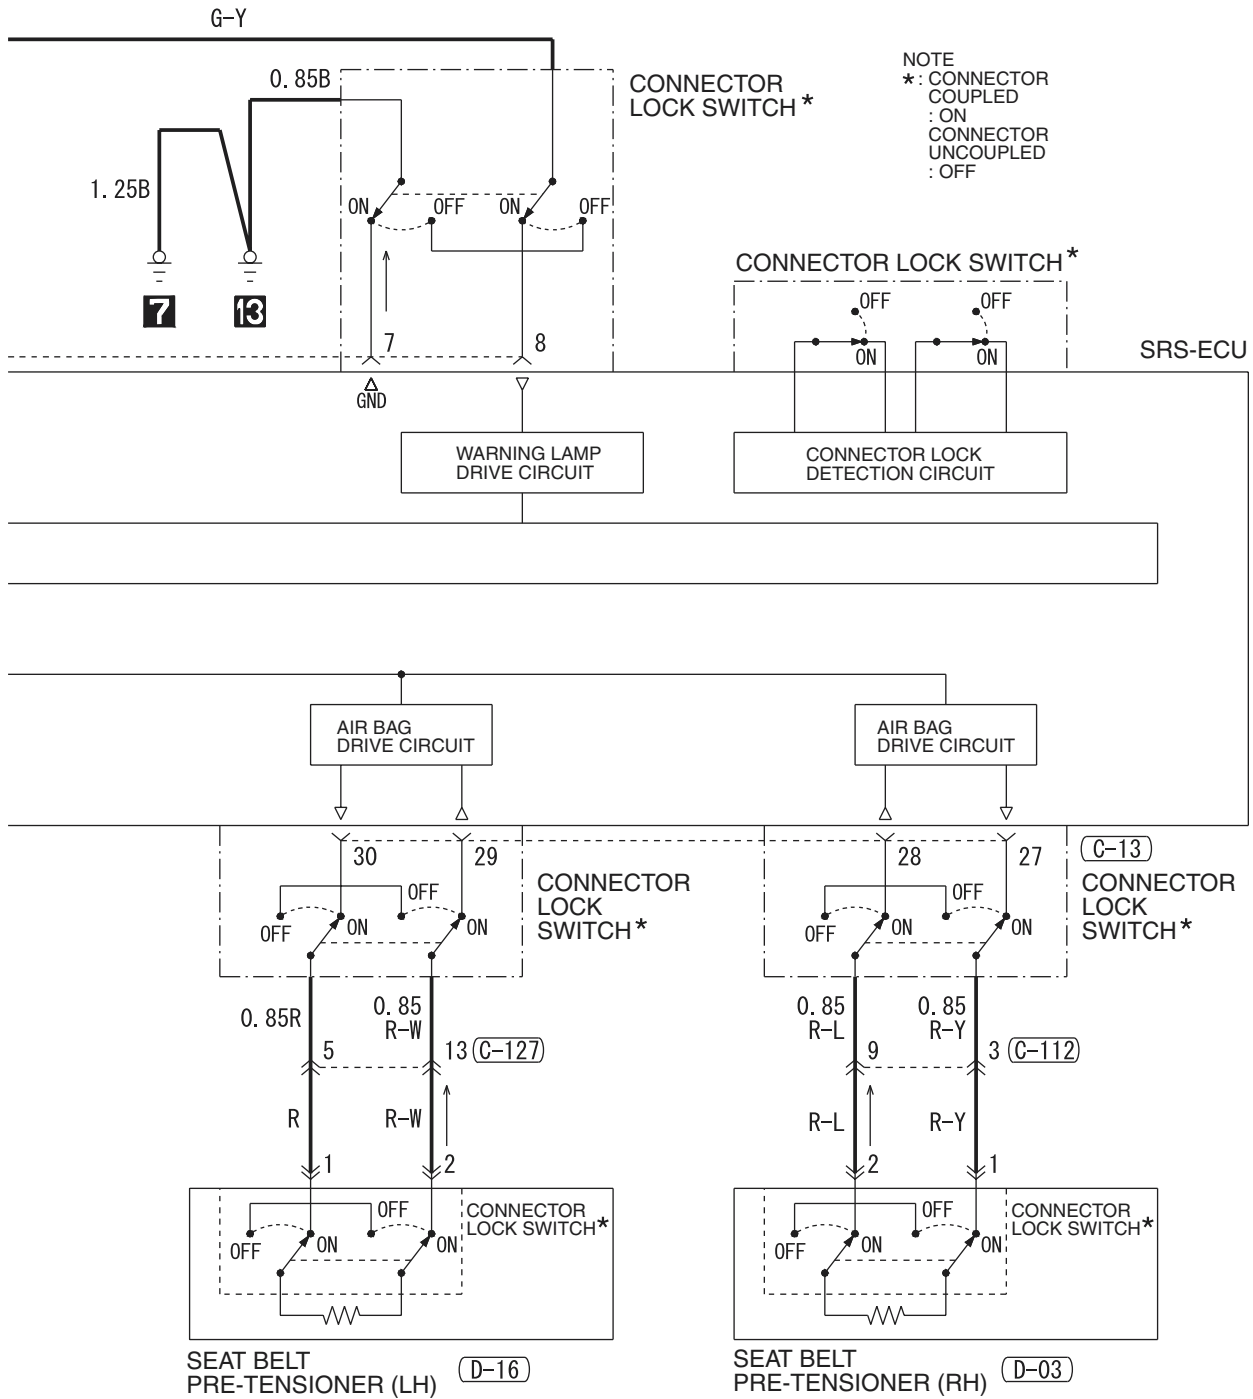 G-Y
0.85B
CONNECTOR
LOCK SWITCH*
NOTE
*: CONNECTOR
COUPLED
: ON
CONNECTOR
UNCOUPLED
: OFF
1.25B
ON
OFF
ON
OFF
7
13
7
8
CONNECTOR LOCK SWITCH*
OFF
OFF
ON
ON
SRS-ECU
GND
WARNING LAMP
DRIVE CIRCUIT
CONNECTOR LOCK
DETECTION CIRCUIT
AIR BAG
DRIVE CIRCUIT
AIR BAG
DRIVE CIRCUIT
30
29
28
27
C-13
OFF
OFF
ON
ON
CONNECTOR
LOCK
SWITCH*
OFF
OFF
ON
ON
CONNECTOR
LOCK
SWITCH*
0.85R
0.85
R-W
0.85
R-L
0.85
R-Y
5
13
C-127
9
3
C-112
R
R-W
R-L
R-Y
1
2
2
1
OFF
OFF
ON
ON
CONNECTOR
LOCK SWITCH*
OFF
OFF
ON
ON
CONNECTOR
LOCK SWITCH*
SEAT BELT
PRE-TENSIONER (LH)
D-16
SEAT BELT
PRE-TENSIONER (RH)
D-03